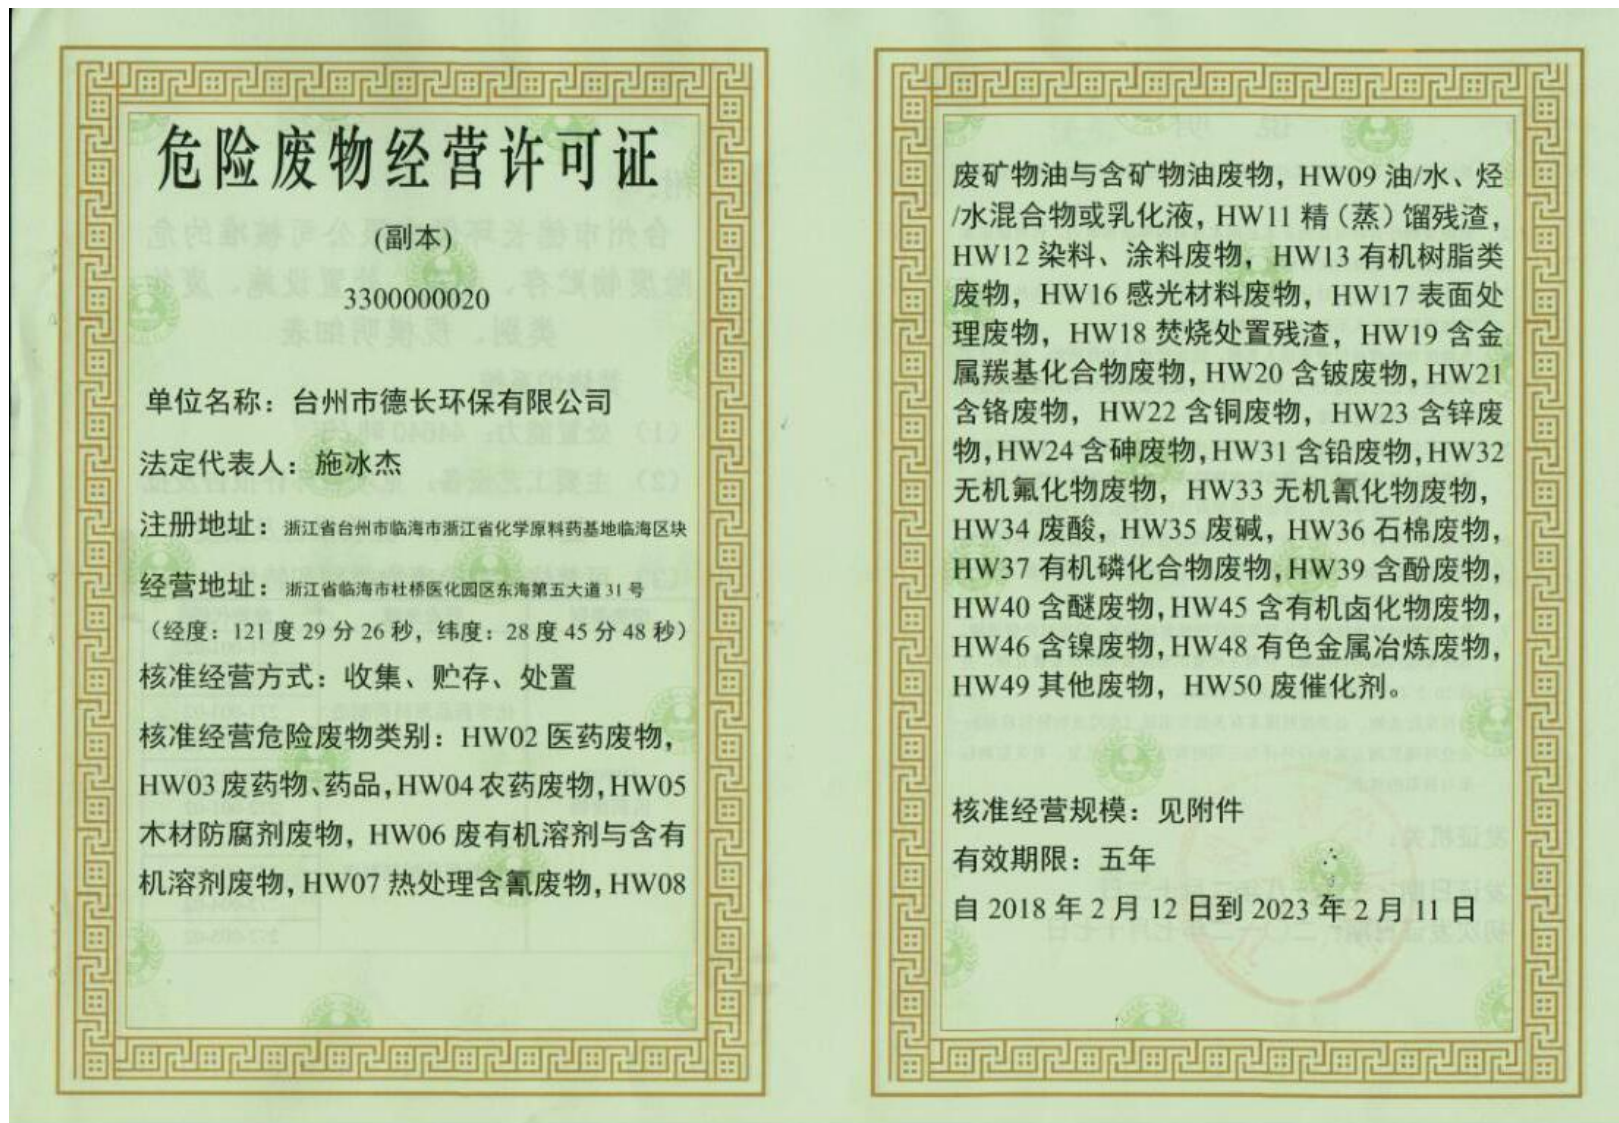 危险废物经营许可证
(副本)
3300000020
单位名称：台州市德长环保有限公司
法定代表人：施冰杰
注册地址：浙江省台州市临海市浙江省化学原料药基地临海区块
经营地址：浙江省临海市杜桥医化园区东海第五大道31号
（经度：121度29分26秒，纬度：28度45分48秒）
核准经营方式：收集、贮存、处置
核准经营危险废物类别：HW02医药废物，
HW03废药物、药品，HW04农药废物，HW05
木材防腐剂废物，HW06废有机溶剂与含有
机溶剂废物，HW07热处理含氰废物，HW08
废矿物油与含矿物油废物，HW09油/水、烃
/水混合物或乳化液，HW11精（蒸）馏残渣，
HW12染料、涂料废物，HW13有机树脂类
废物，HW16感光材料废物，HW17表面处
理废物，HW18焚烧处置残渣，HW19含金
属羰基化合物废物，HW20含铍废物，HW21
含铬废物，HW22含铜废物，HW23含锌废
物，HW24含砷废物，HW31含铅废物，HW32
无机氟化物废物，HW33无机氰化物废物，
HW34废酸，HW35废碱，HW36石棉废物，
HW37有机磷化合物废物，HW39含酚废物，
HW40含醚废物，HW45含有机卤化物废物，
HW46含镍废物，HW48有色金属冶炼废物，
HW49其他废物，HW50废催化剂。
核准经营规模：见附件
有效期限：五年
自2018年2月12日到2023年2月11日